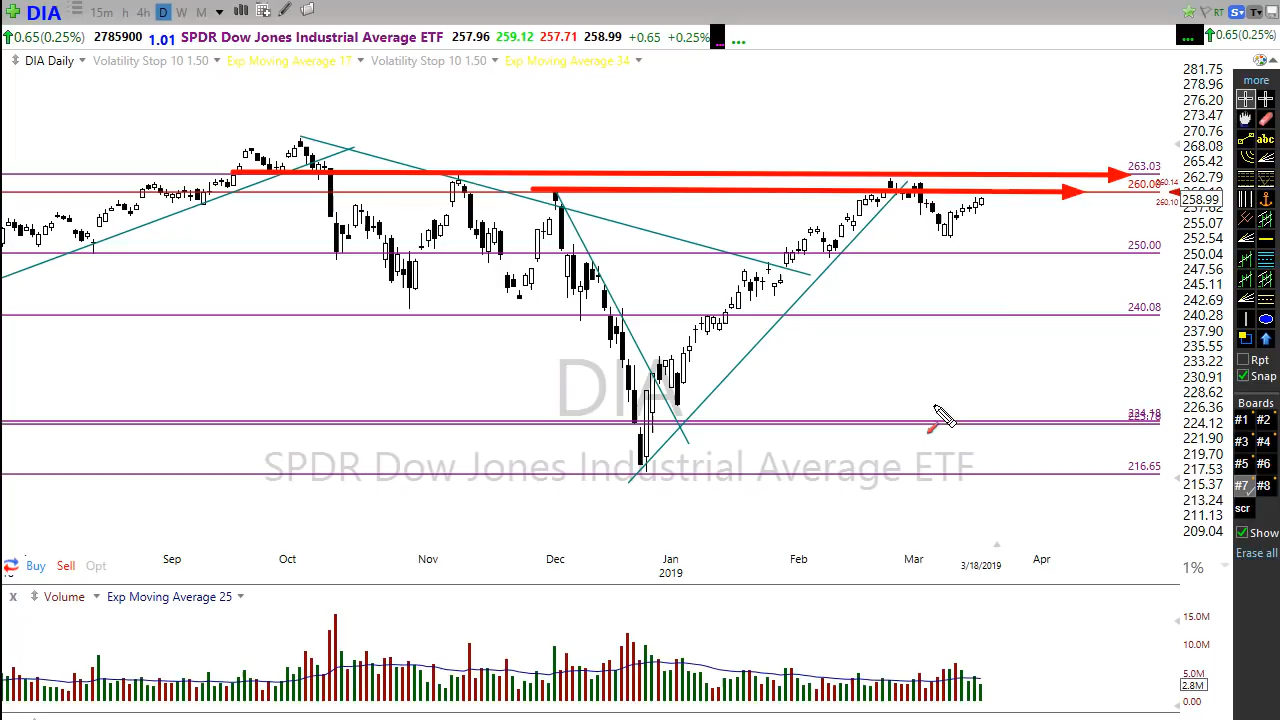 DIA 15m h 4h D W M RT S T
0.65(0.25%) 2785900 1.01 SPDR Dow Jones Industrial Average ETF 257.96 259.12 257.71 258.99 +0.65 +0.25% ... ... 0.65(0.25%)
DIA Daily Volatility Stop 10 1.50 Exp Moving Average 17 Volatility Stop 10 1.50 Exp Moving Average 34
281.75
278.96
276.20
273.47
270.76
268.08
265.42
262.79
258.99
255.07
252.54
250.04
247.56
245.11
242.69
240.28
237.90
235.55
233.22
230.91
228.62
226.36
224.12
221.90
219.70
217.53
215.37
213.24
211.13
209.04
263.03
260.14
260.10
250.00
240.08
216.65
DIA
SPDR Dow Jones Industrial Average ETF
Sep Oct Nov Dec Jan Feb Mar Apr
2019 3/18/2019
Buy Sell Opt
1%
x Volume Exp Moving Average 25
15.0M
10.0M
5.0M
2.8M
0.00
more
abc
Rpt
Snap
Boards
#1 #2
#3 #4
#5 #6
#7 #8
scr
Show
Erase all